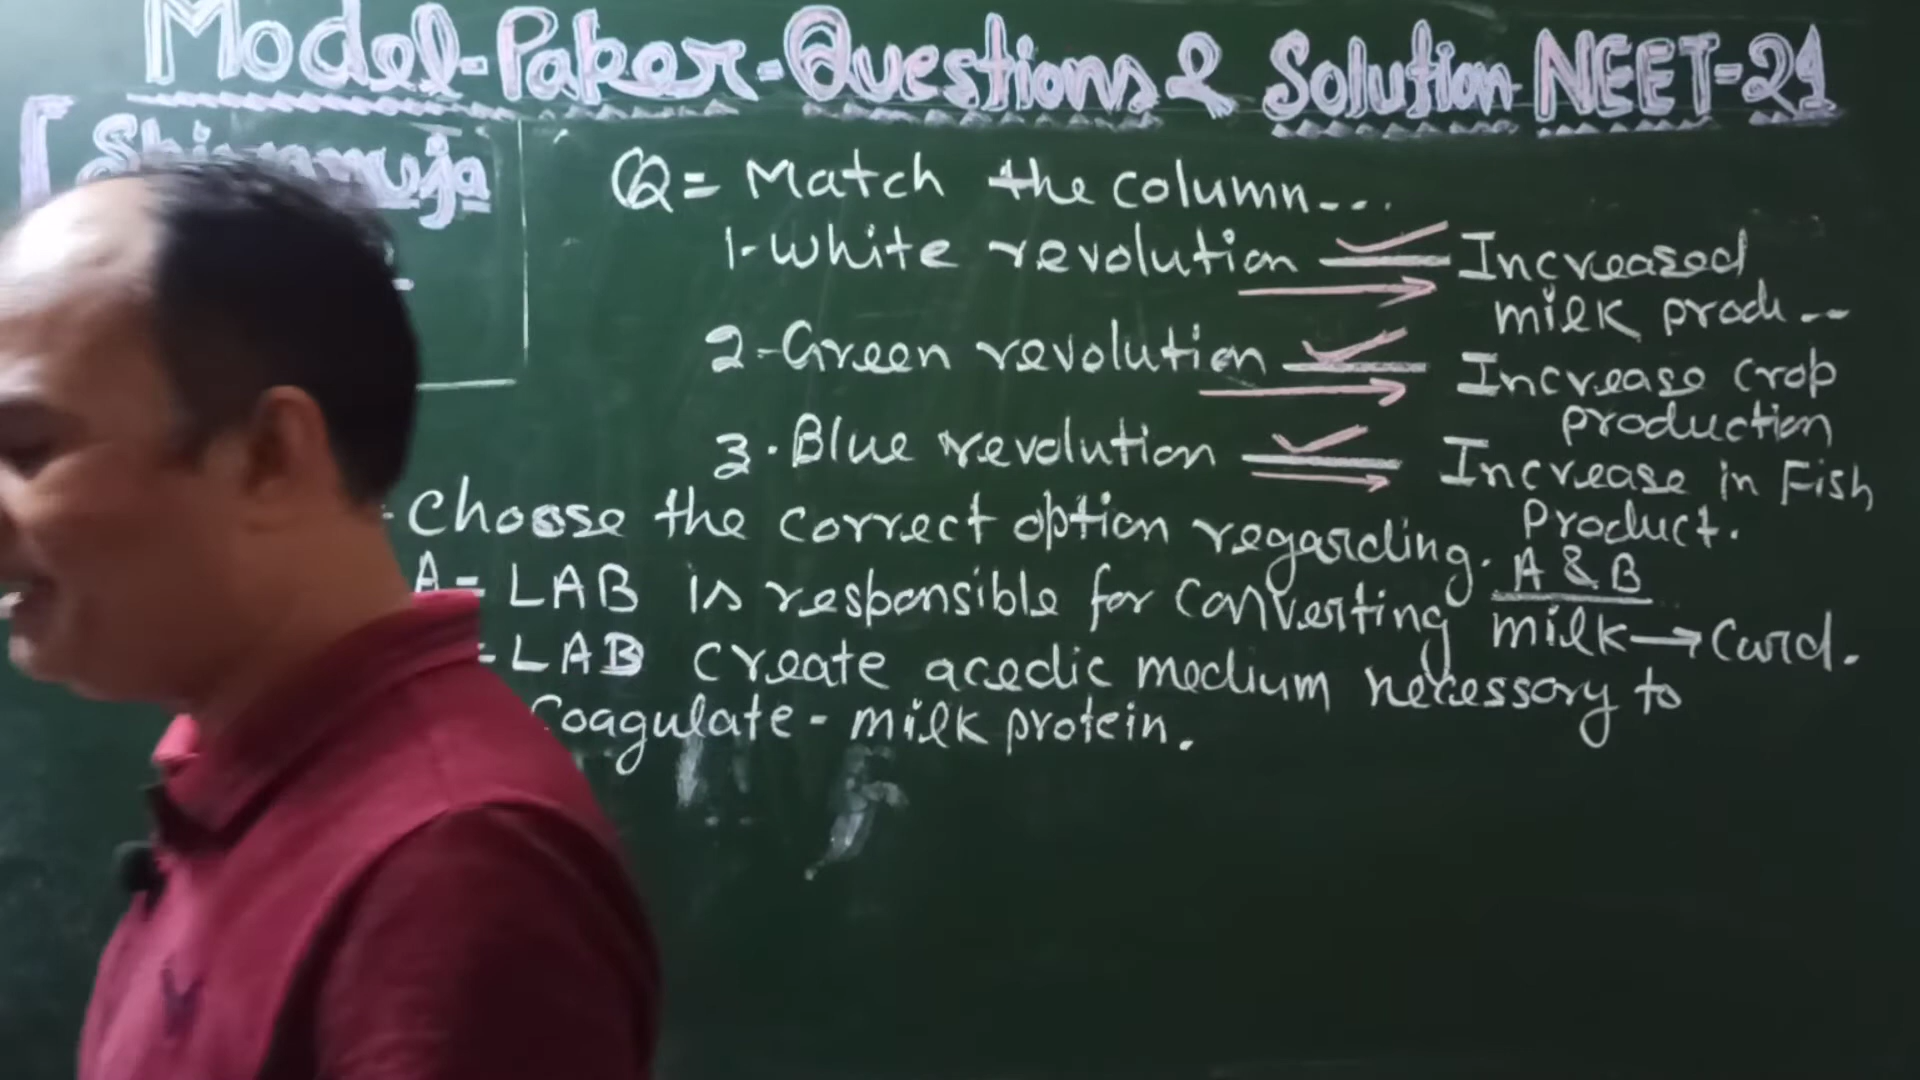 Model-Paper-Questions & Solution NEET-21
Q= Match the column...
1-White revolution
Increased
milk produ--
2-Green revolution
Increase crop
production
3.Blue revolution
Increase in Fish
Product.
-Choose the correct option regarding. A & B
A- LAB is responsible for converting milk→Curd.
-LAB create acedic medium necessary to
Coagulate - milk protein.